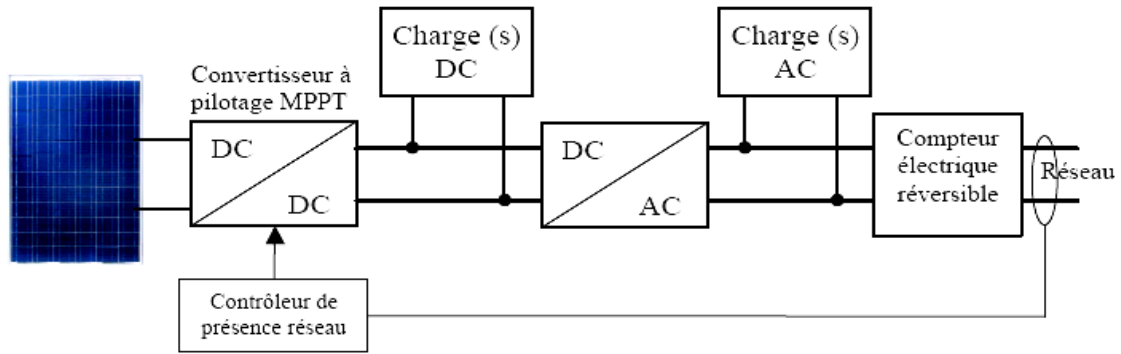 Charge (s)
DC
Charge (s)
AC
Convertisseur à
pilotage MPPT
DC
DC
DC
AC
Compteur
électrique
réversible
Réseau
Contrôleur de
présence réseau